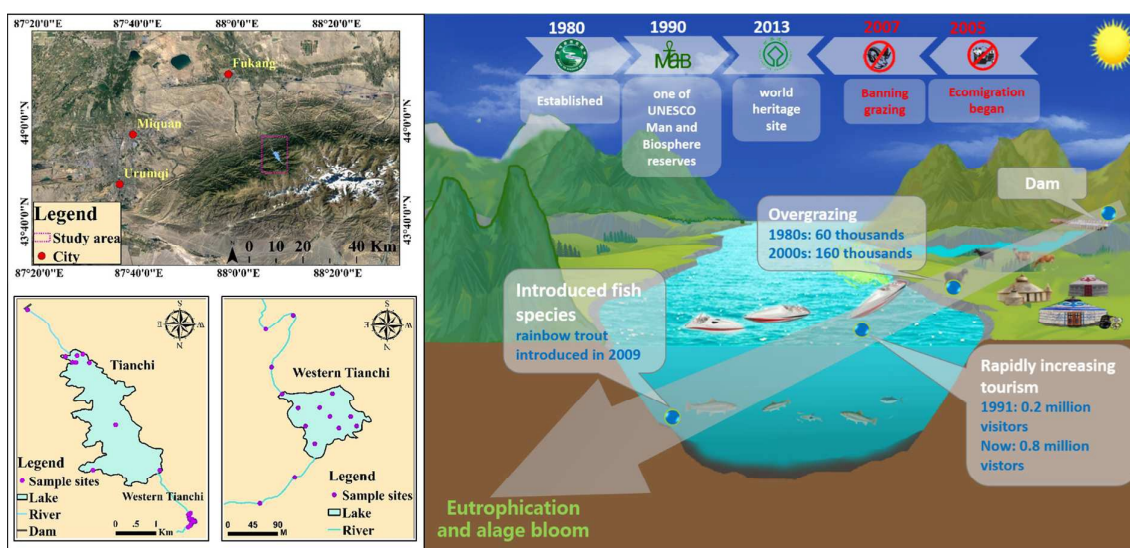 87°20'0"E
87°40'0"E
88°0'0"E
88°20'0"E
Fukang
Miquan
Urumqi
44°0'0"N
43°40'0"N
44°0'0"N
43°40'0"N
Legend
Study area
City
0 10 20 40 Km
87°20'0"E
87°40'0"E
88°0'0"E
88°20'0"E
S
E
W
N
Tianchi
Legend
Sample sites
Lake
River
Dam
0 .5 1
Km
Western Tianchi
S
E
W
N
Western Tianchi
Legend
Sample sites
Lake
River
0 45 90
M
1980
1990
2013
2007
2005
MaB
Established
one of
UNESCO
Man and
Biosphere
reserves
world
heritage
site
Banning
grazing
Ecomigration
began
Dam
Overgrazing
1980s: 60 thousands
2000s: 160 thousands
Introduced fish
species
rainbow trout
introduced in 2009
Rapidly increasing
tourism
1991: 0.2 million
visitors
Now: 0.8 million
vistors
Eutrophication
and alage bloom